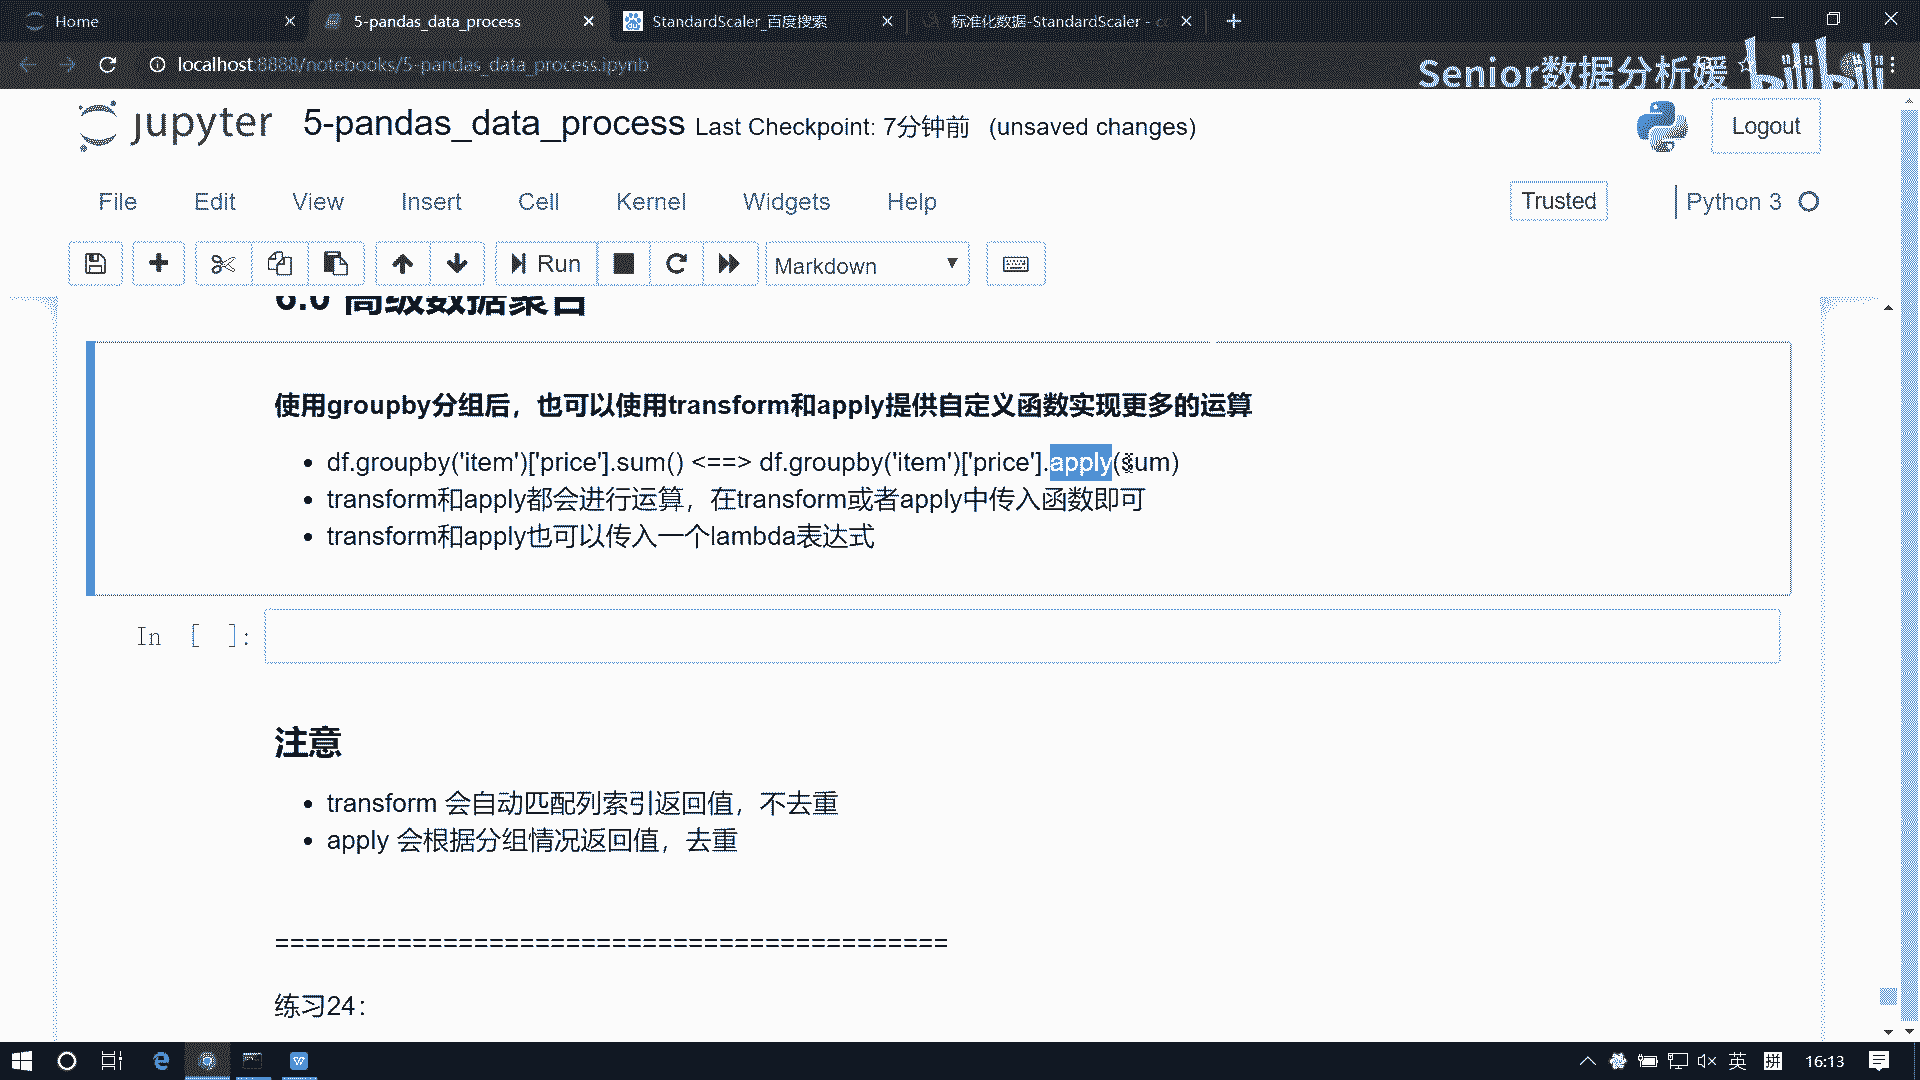 Home
5-pandas_data_process
StandardScaler_百度搜索
标准化数据-StandardScaler - c
localhost:8888/notebooks/5-pandas_data_process.ipynb
Senior数据分析媛
bilibili
jupyter
5-pandas_data_process Last Checkpoint: 7分钟前 (unsaved changes)
Logout
File Edit View Insert Cell Kernel Widgets Help
Trusted
Python 3
Run
Markdown
6.0 高级数据聚合
使用groupby分组后，也可以使用transform和apply提供自定义函数实现更多的运算
• df.groupby('item')['price'].sum() <==> df.groupby('item')['price'].apply(sum)
• transform和apply都会进行运算，在transform或者apply中传入函数即可
• transform和apply也可以传入一个lambda表达式
In [ ]:
注意
• transform 会自动匹配列索引返回值，不去重
• apply 会根据分组情况返回值，去重
============================================
练习24：
英
拼
16:13